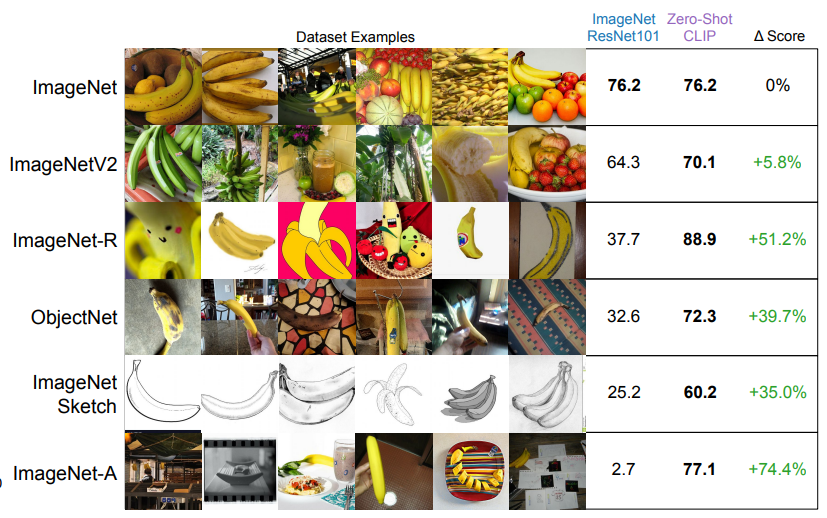 Dataset Examples
ImageNet Zero-Shot
ResNet101 CLIP Δ Score
ImageNet 76.2 76.2 0%
ImageNetV2 64.3 70.1 +5.8%
ImageNet-R 37.7 88.9 +51.2%
ObjectNet 32.6 72.3 +39.7%
ImageNet
Sketch 25.2 60.2 +35.0%
ImageNet-A 2.7 77.1 +74.4%